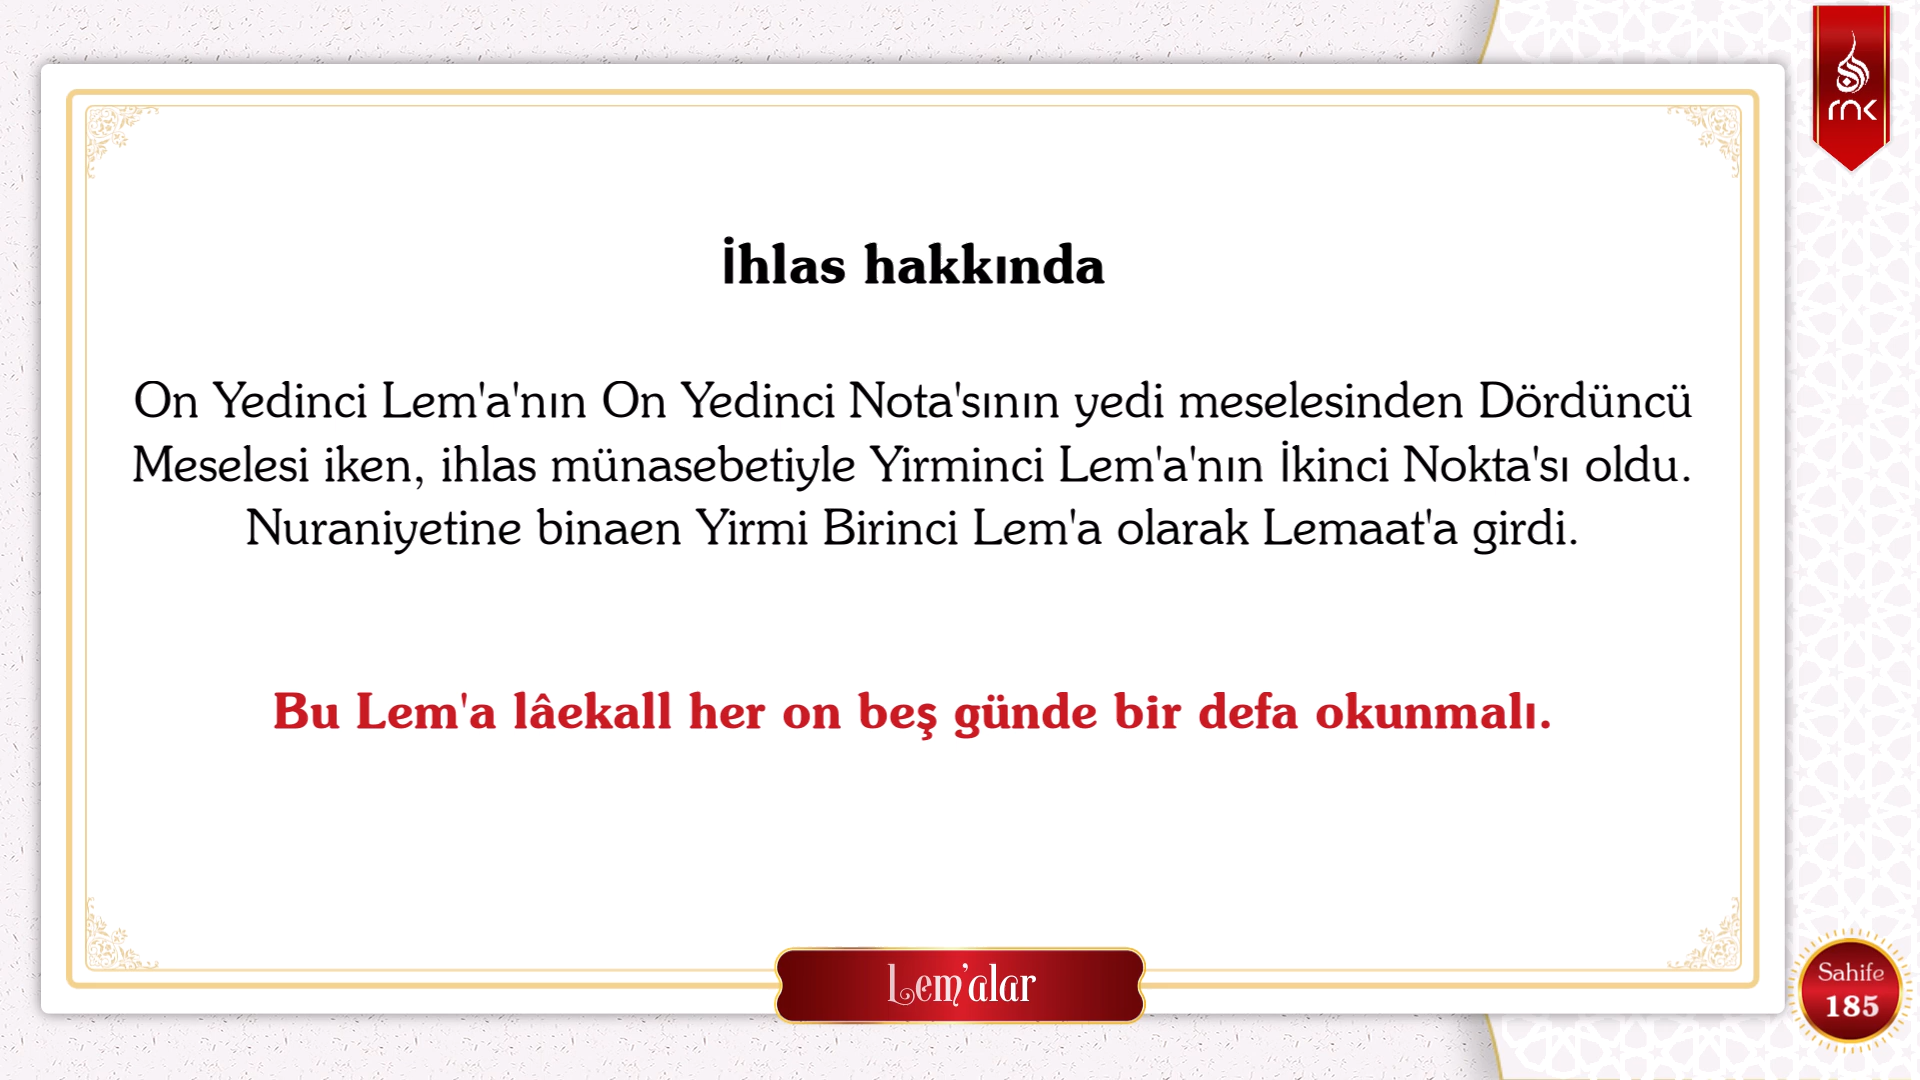 rnk
İhlas hakkında
On Yedinci Lem'a'nın On Yedinci Nota'sının yedi meselesinden Dördüncü
Meselesi iken, ihlas münasebetiyle Yirminci Lem'a'nın İkinci Nokta'sı oldu.
Nuraniyetine binaen Yirmi Birinci Lem'a olarak Lemaat'a girdi.
Bu Lem'a lâekall her on beş günde bir defa okunmalı.
Lem'alar
Sahife
185